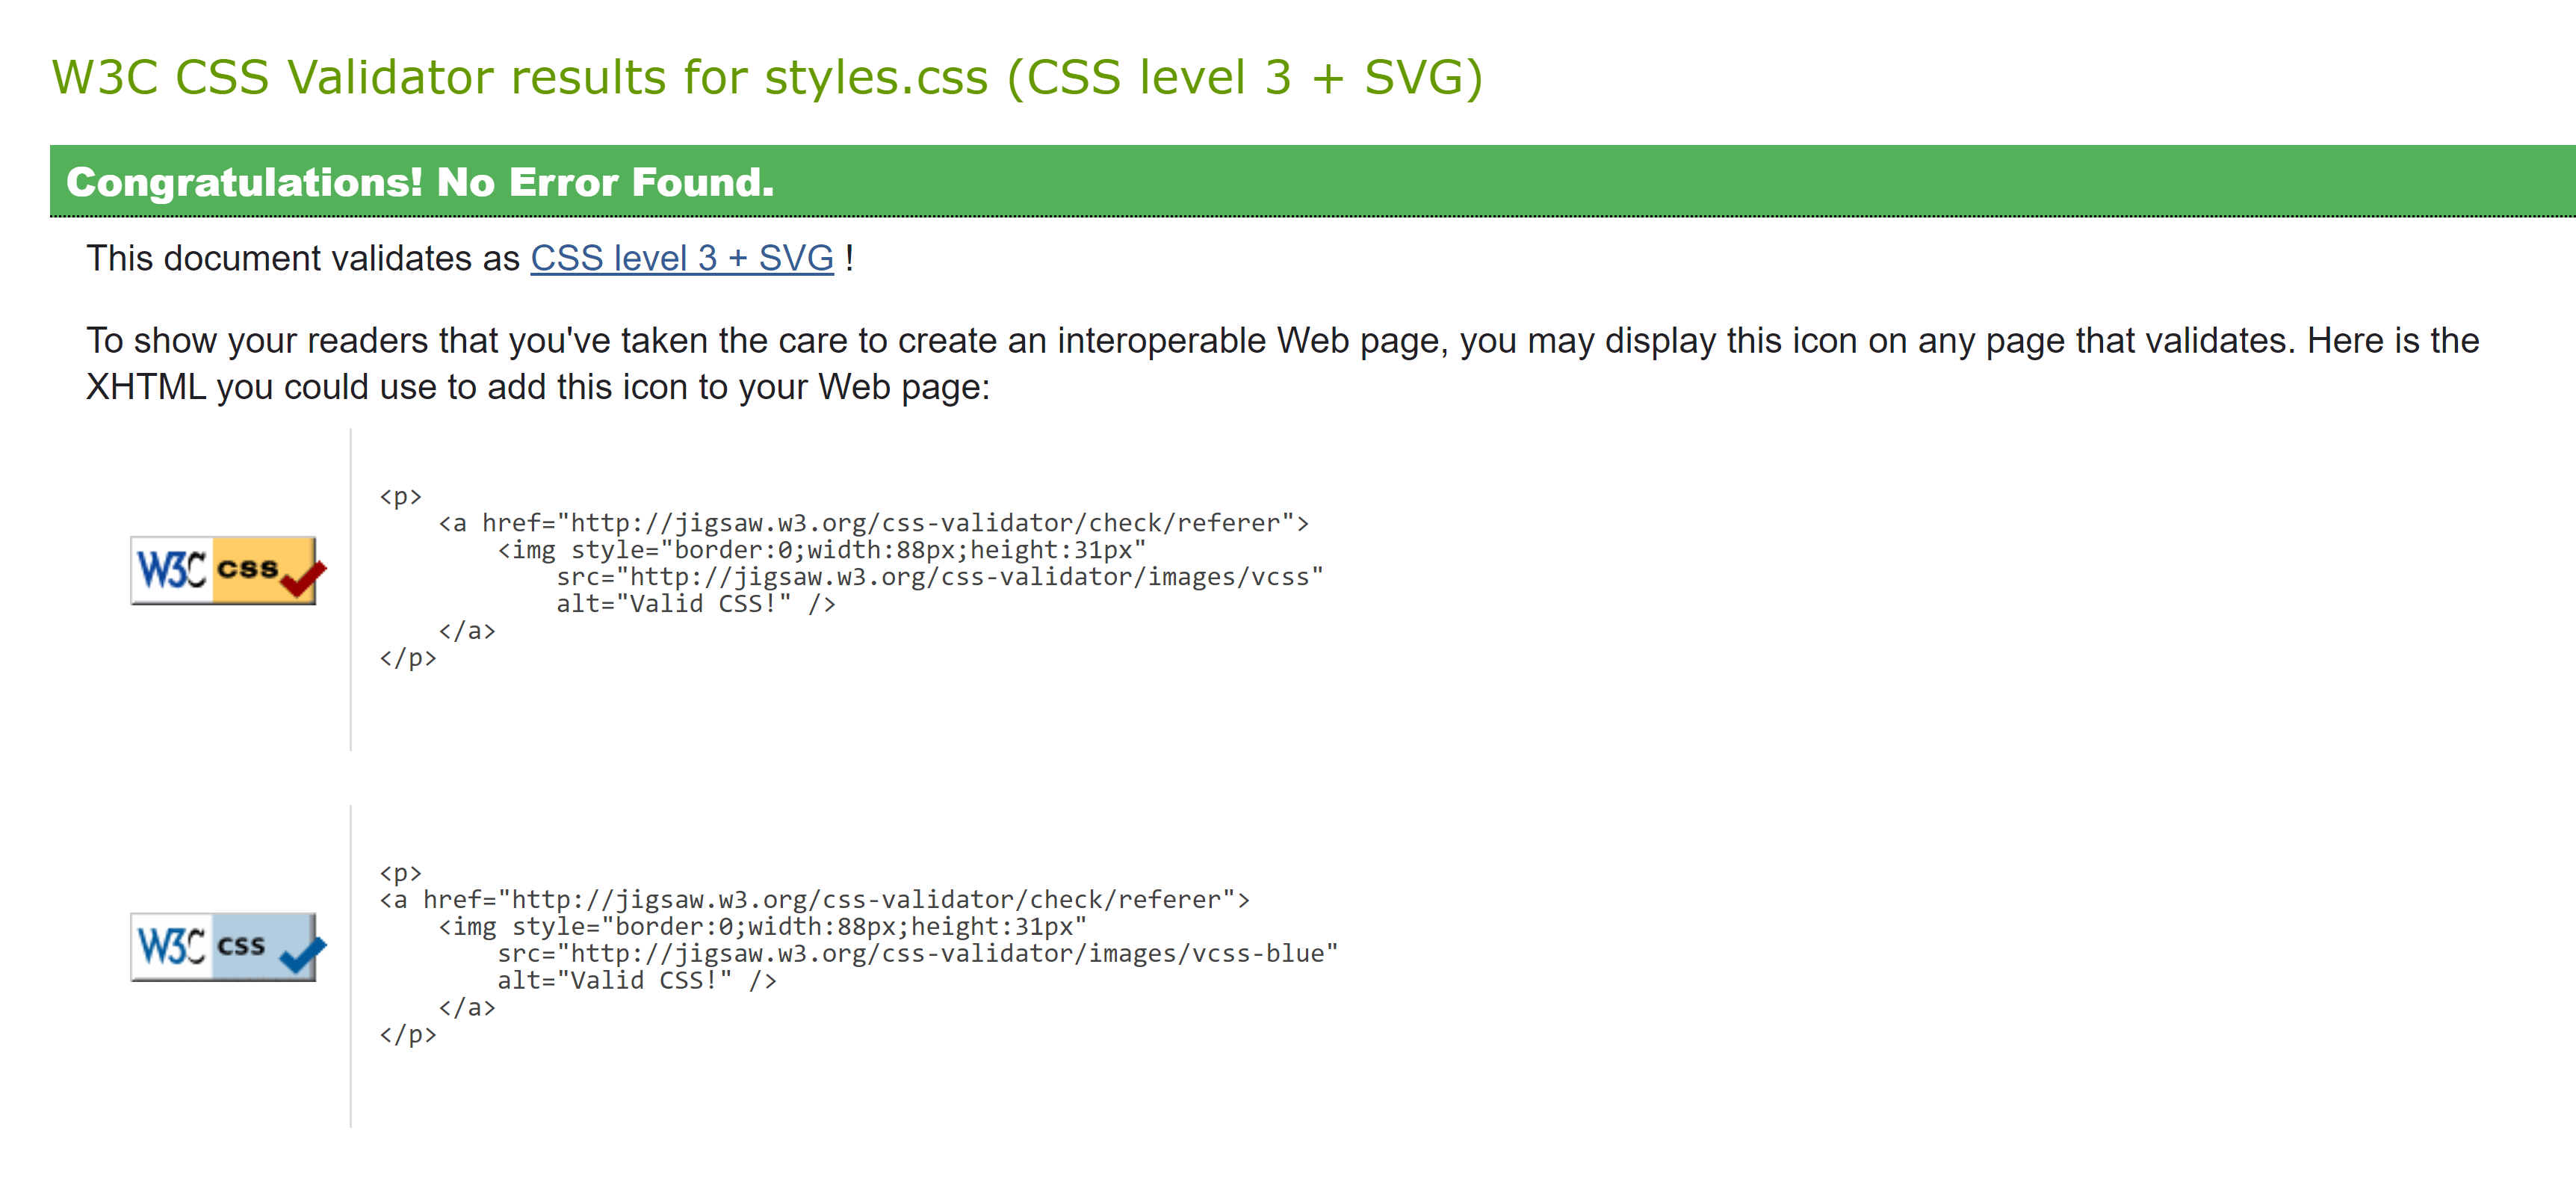 W3C CSS Validator results for styles.css (CSS level 3 + SVG)
Congratulations! No Error Found.
This document validates as CSS level 3 + SVG !
To show your readers that you've taken the care to create an interoperable Web page, you may display this icon on any page that validates. Here is the
XHTML you could use to add this icon to your Web page:
W3C css
<p>
    <a href="http://jigsaw.w3.org/css-validator/check/referer">
        <img style="border:0;width:88px;height:31px"
            src="http://jigsaw.w3.org/css-validator/images/vcss"
            alt="Valid CSS!" />
    </a>
</p>
W3C css
<p>
<a href="http://jigsaw.w3.org/css-validator/check/referer">
    <img style="border:0;width:88px;height:31px"
        src="http://jigsaw.w3.org/css-validator/images/vcss-blue"
        alt="Valid CSS!" />
    </a>
</p>